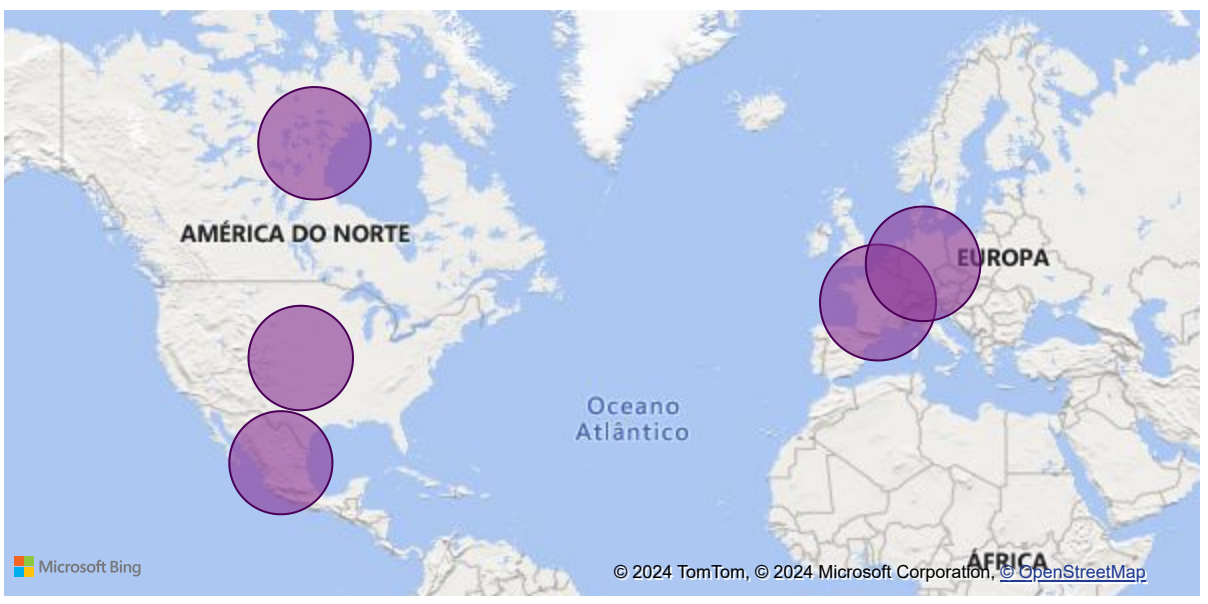 AMÉRICA DO NORTE
EUROPA
Oceano
Atlântico
ÁFRICA
Microsoft Bing
© 2024 TomTom, © 2024 Microsoft Corporation, © OpenStreetMap